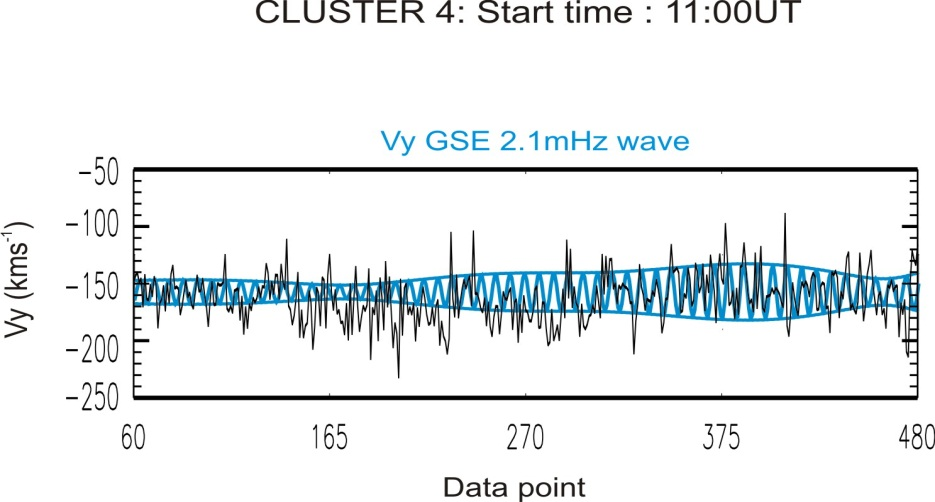 CLUSTER 4: Start time : 11:00UT
Vy GSE 2.1mHz wave
Vy (kms⁻¹)
−50
−100
−150
−200
−250
60 165 270 375 480
Data point